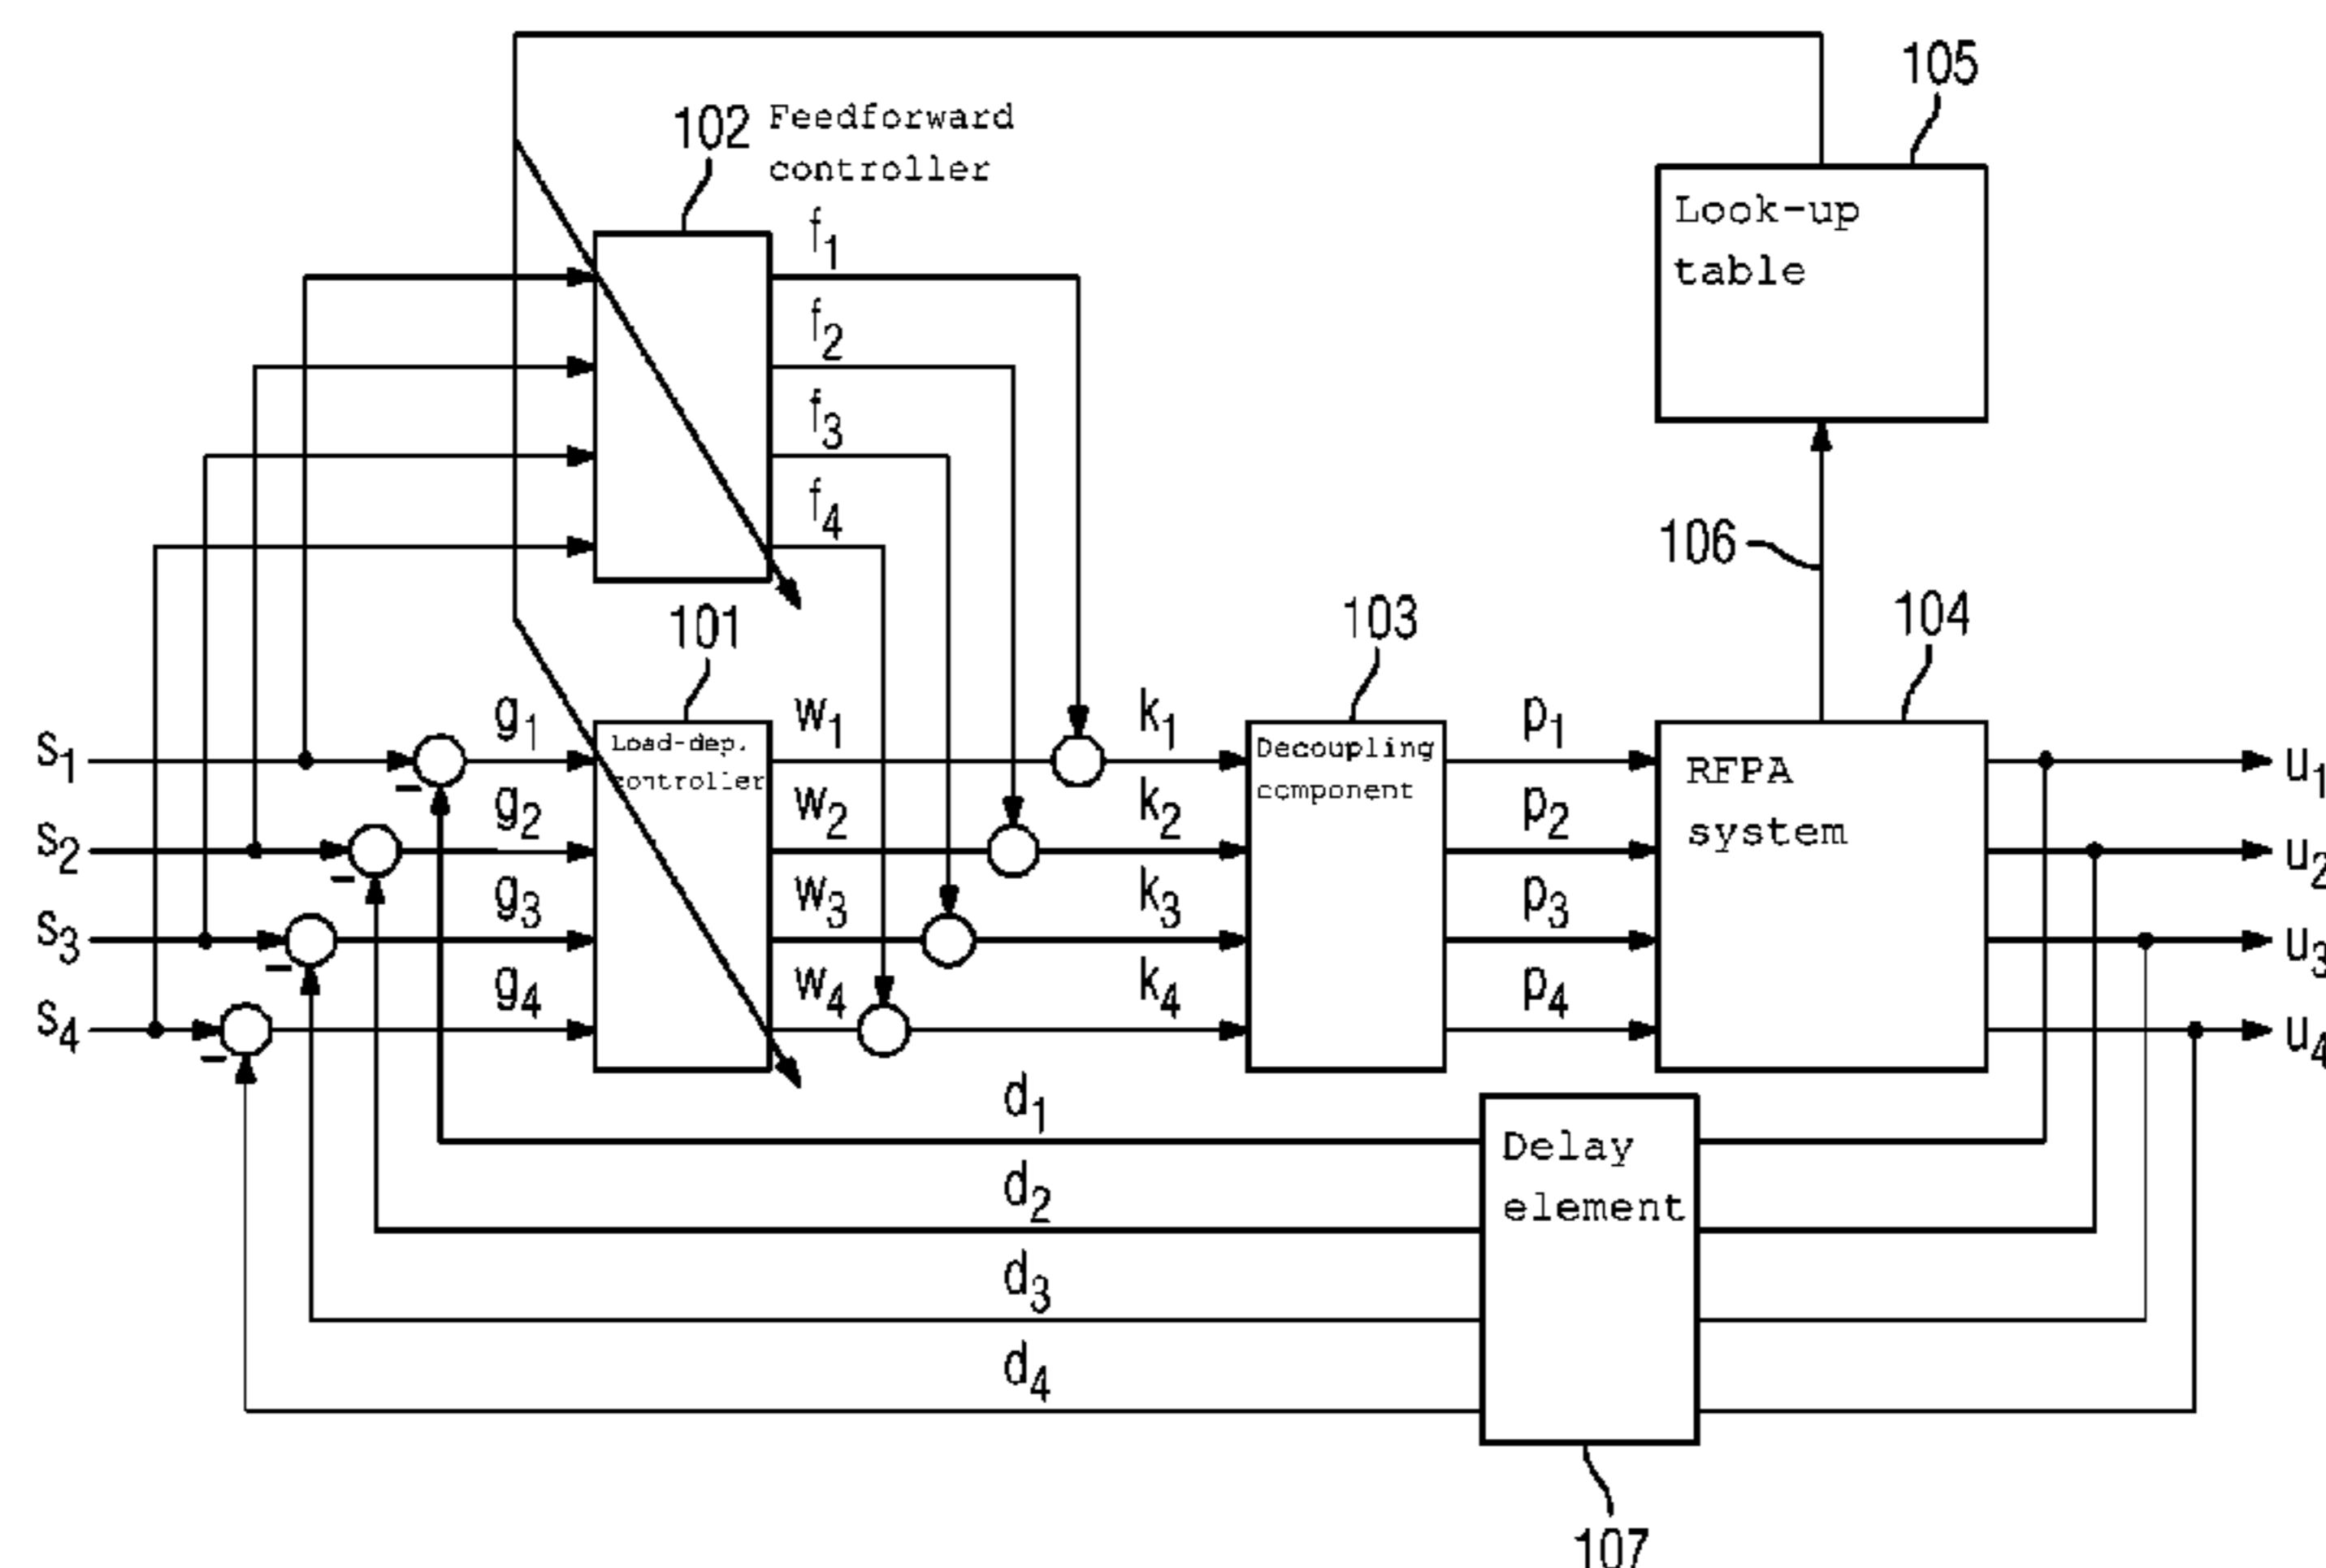 105
102 Feedforward
controller
Look-up
table
f1
f2
f3
f4
106
101
103
104
s1
s2
s3
s4
g1
g2
g3
g4
Load-dep.
controller
w1
w2
w3
w4
k1
k2
k3
k4
Decoupling
component
p1
p2
p3
p4
RFPA
system
u1
u2
u3
u4
d1
d2
d3
d4
Delay
element
107